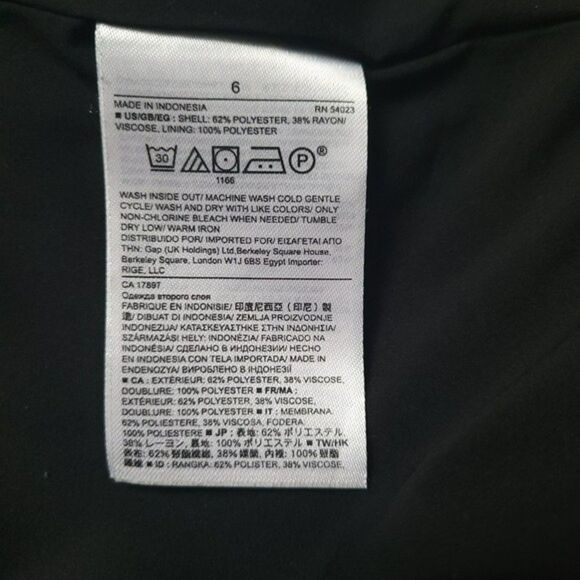 6
MADE IN INDONESIA RN 54023
■ US/GB/EG : SHELL: 62% POLYESTER, 38% RAYON/
VISCOSE, LINING: 100% POLYESTER
30 P ®
1166
WASH INSIDE OUT/ MACHINE WASH COLD GENTLE
CYCLE/ WASH AND DRY WITH LIKE COLORS/ ONLY
NON-CHLORINE BLEACH WHEN NEEDED/ TUMBLE
DRY LOW/ WARM IRON
DISTRIBUIDO POR/ IMPORTED FOR/ ΕΙΣΑΓΕΤΑΙ ΑΠΟ
ΤΗΝ: Gap (UK Holdings) Ltd,Berkeley Square House,
Berkeley Square, London W1J 6BS Egypt Importer:
RIGE, LLC
CA 17897
Одежда второго слоя
FABRIQUE EN INDONISIE/ 印度尼西亞 (印尼) 製
造/ DIBUAT DI INDONESIA/ ZEMLJA PROIZVODNJE
INDONEZIJA/ ΚΑΤΑΣΚΕΥΑΣΤΗΚΕ ΣΤΗΝ ΙΝΔΟΝΗΣΙΑ/
SZÁRMAZÁSI HELY: INDONÉZIA/ FABRICADO NA
INDONÉSIA/ СДЕЛАНО В ИНДОНЕЗИИ/ HECHO
EN INDONESIA CON TELA IMPORTADA/ MADE IN
ENDONEZYA/ ВИРОБЛЕНО В ІНДОНЕЗІЇ
■ CA : EXTÉRIEUR: 62% POLYESTER, 38% VISCOSE,
DOUBLURE: 100% POLYESTER ■ FR/MA :
EXTÉRIEUR: 62% POLYESTER, 38% VISCOSE,
DOUBLURE: 100% POLYESTER ■ IT : MEMBRANA:
62% POLIESTERE, 38% VISCOSA, FODERA:
100% POLIESTERE ■ JP : 表地: 62% ポリエステル,
38% レーヨン, 裏地: 100% ポリエステル ■ TW/HK
: 62% 聚酯纖維, 38% 嫘縈, 內裡: 100% 聚酯
纖維 ■ ID : RANGKA: 62% POLYESTER, 38% VISCOSE,